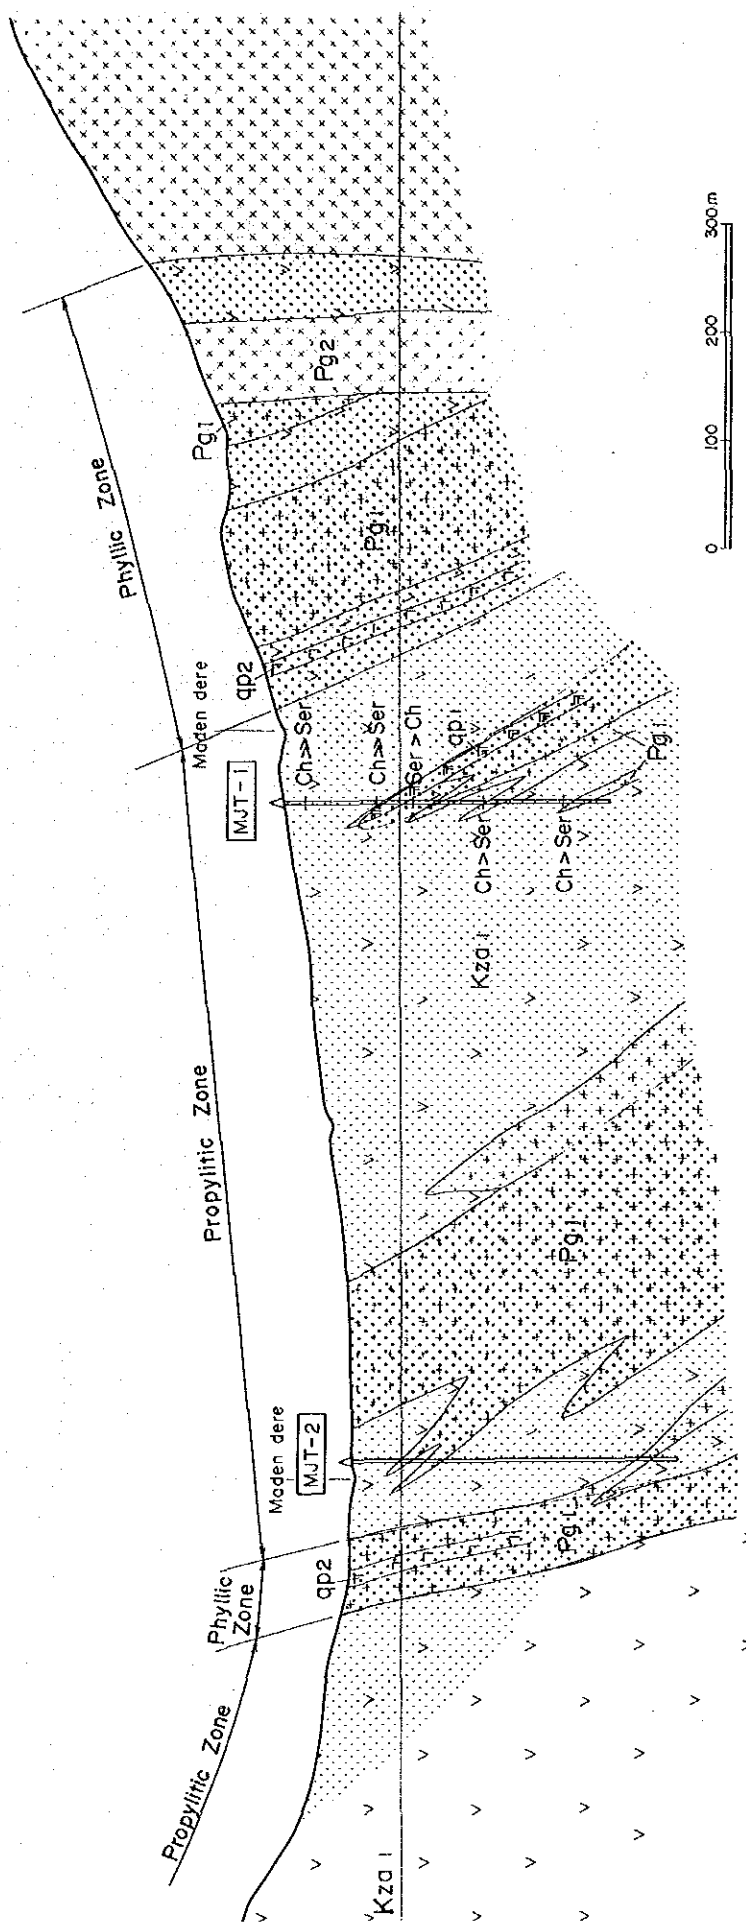 Propylitic Zone
Phyllic Zone
Propylitic Zone
Phyllic Zone
Maden dere
MJT-2
Maden dere
MJT-1
qp2
qp2
Pg1
Pg2
Kza1
Pg1
Pg1
Kza1
Ch≫Ser
Ch≫Ser
Ser>Ch
qp1
Ch>Ser
Ch>Ser
Pg1
Pg1
0 100 200 300m